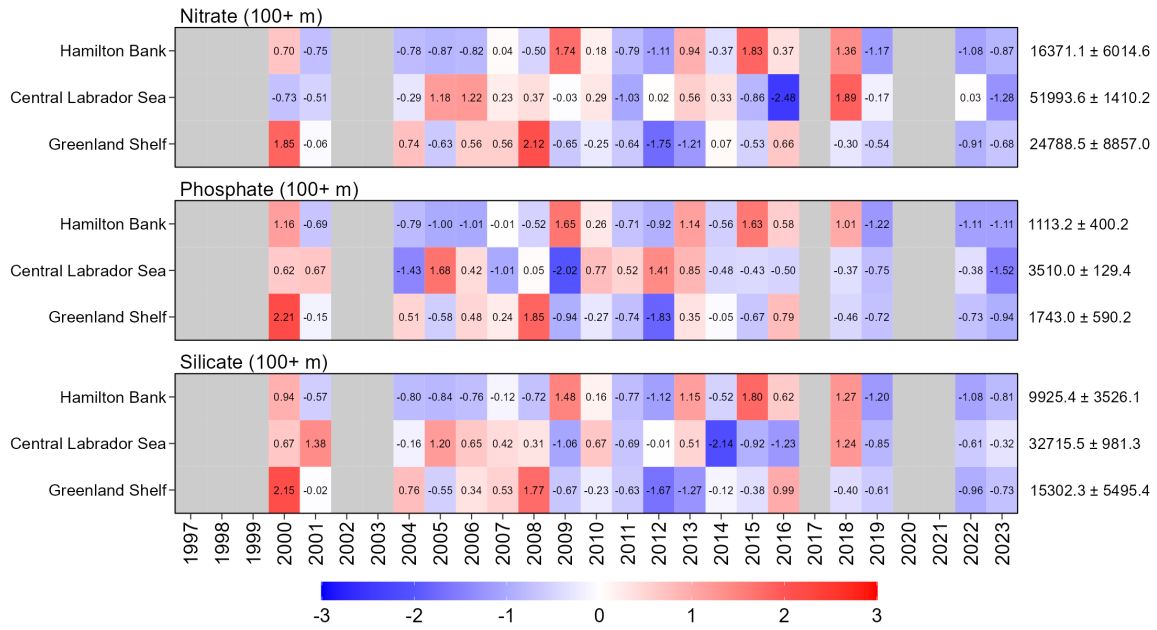 Nitrate (100+ m)
Hamilton Bank 0.70 -0.75 -0.78 -0.87 -0.82 0.04 -0.50 1.74 0.18 -0.79 -1.11 0.94 -0.37 1.83 0.37 1.36 -1.17 -1.08 -0.87 16371.1 ± 6014.6
Central Labrador Sea -0.73 -0.51 -0.29 1.18 1.22 0.23 0.37 -0.03 0.29 -1.03 0.02 0.56 0.33 -0.86 -2.48 1.89 -0.17 0.03 -1.28 51993.6 ± 1410.2
Greenland Shelf 1.85 -0.06 0.74 -0.63 0.56 0.56 2.12 -0.65 -0.25 -0.64 -1.75 -1.21 0.07 -0.53 0.66 -0.30 -0.54 -0.91 -0.68 24788.5 ± 8857.0
Phosphate (100+ m)
Hamilton Bank 1.16 -0.69 -0.79 -1.00 -1.01 -0.01 -0.52 1.65 0.26 -0.71 -0.92 1.14 -0.56 1.63 0.58 1.01 -1.22 -1.11 -1.11 1113.2 ± 400.2
Central Labrador Sea 0.62 0.67 -1.43 1.68 0.42 -1.01 0.05 -2.02 0.77 0.52 1.41 0.85 -0.48 -0.43 -0.50 -0.37 -0.75 -0.38 -1.52 3510.0 ± 129.4
Greenland Shelf 2.21 -0.15 0.51 -0.58 0.48 0.24 1.85 -0.94 -0.27 -0.74 -1.83 0.35 -0.05 -0.67 0.79 -0.46 -0.72 -0.73 -0.94 1743.0 ± 590.2
Silicate (100+ m)
Hamilton Bank 0.94 -0.57 -0.80 -0.84 -0.76 -0.12 -0.72 1.48 0.16 -0.77 -1.12 1.15 -0.52 1.80 0.62 1.27 -1.20 -1.08 -0.81 9925.4 ± 3526.1
Central Labrador Sea 0.67 1.38 -0.16 1.20 0.65 0.42 0.31 -1.06 0.67 -0.69 -0.01 0.51 -2.14 -0.92 -1.23 1.24 -0.85 -0.61 -0.32 32715.5 ± 981.3
Greenland Shelf 2.15 -0.02 0.76 -0.55 0.34 0.53 1.77 -0.67 -0.23 -0.63 -1.67 -1.27 -0.12 -0.38 0.99 -0.40 -0.61 -0.96 -0.73 15302.3 ± 5495.4
1997 1998 1999 2000 2001 2002 2003 2004 2005 2006 2007 2008 2009 2010 2011 2012 2013 2014 2015 2016 2017 2018 2019 2020 2021 2022 2023
-3 -2 -1 0 1 2 3